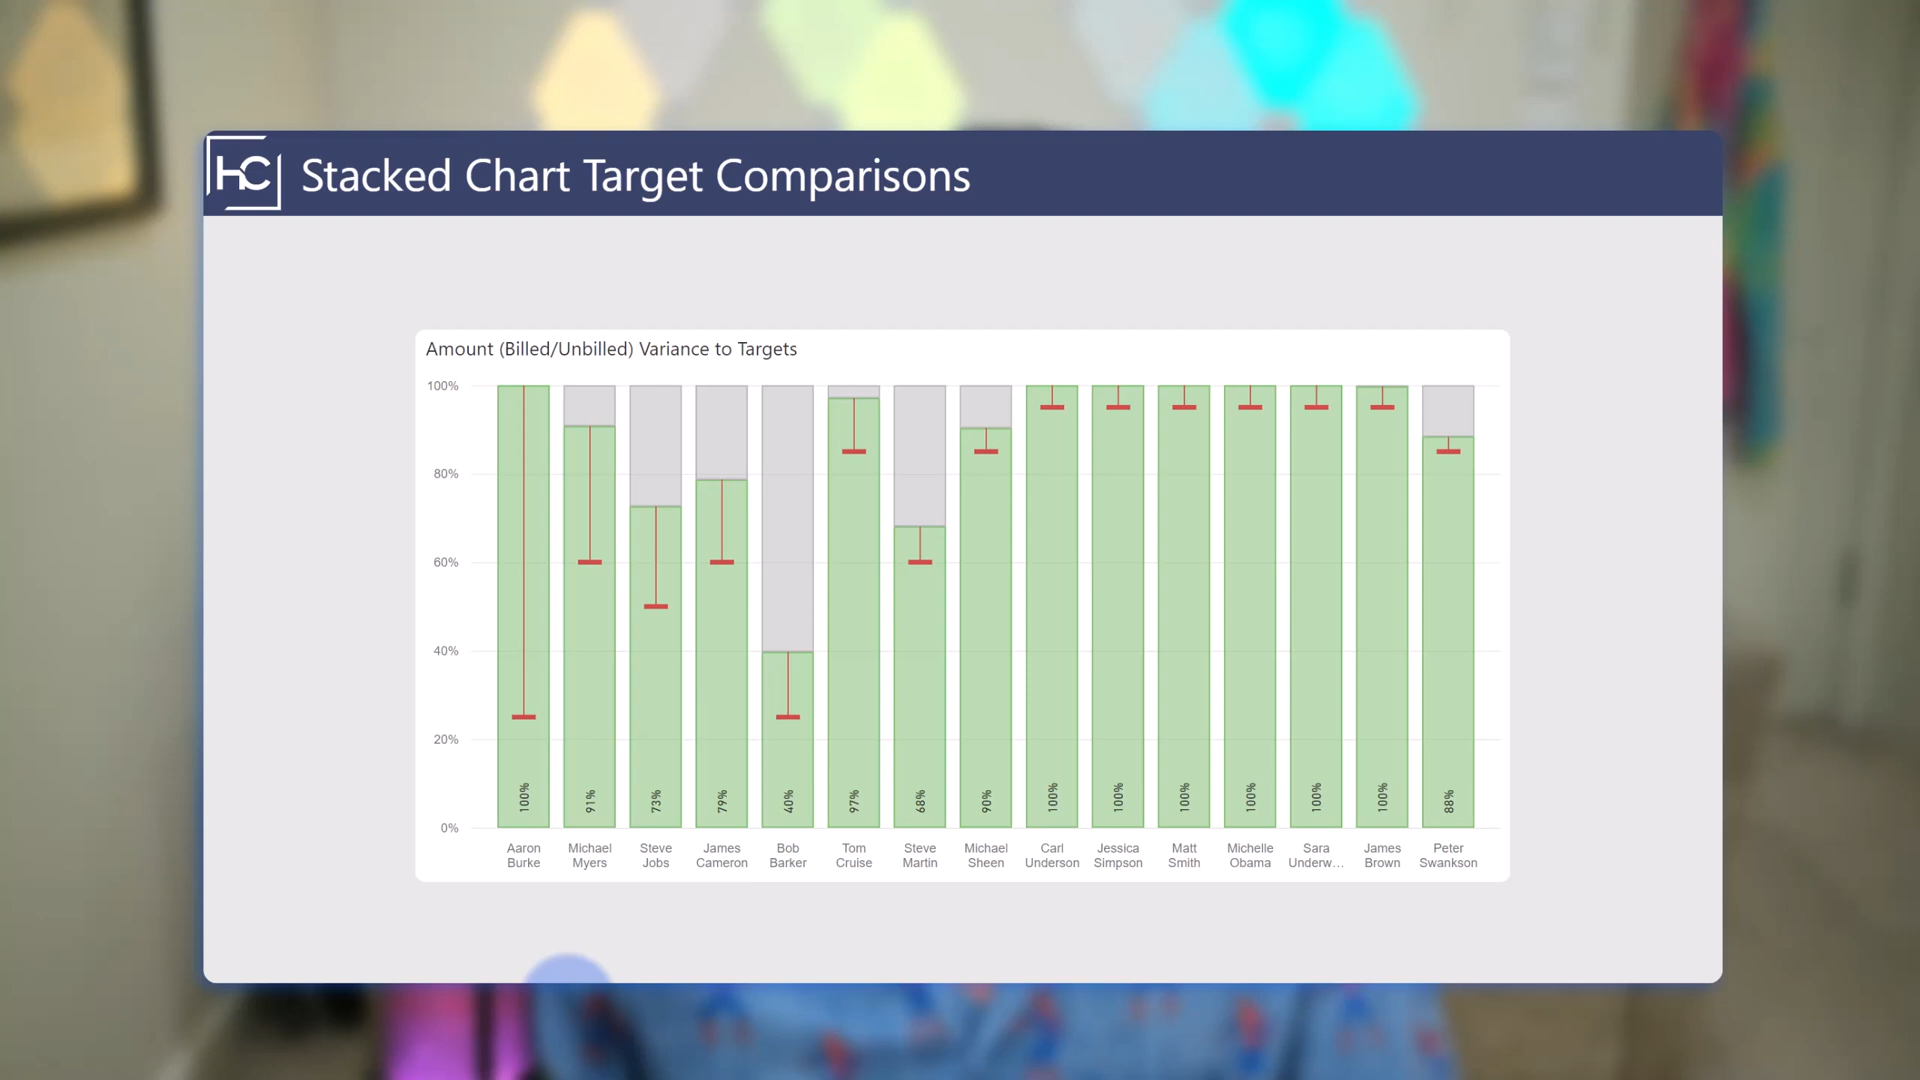 HC
Stacked Chart Target Comparisons
Amount (Billed/Unbilled) Variance to Targets
100%
80%
60%
40%
20%
0%
100%
91%
73%
79%
40%
97%
68%
90%
100%
100%
100%
100%
100%
100%
88%
Aaron
Burke
Michael
Myers
Steve
Jobs
James
Cameron
Bob
Barker
Tom
Cruise
Steve
Martin
Michael
Sheen
Carl
Underson
Jessica
Simpson
Matt
Smith
Michelle
Obama
Sara
Underw...
James
Brown
Peter
Swankson